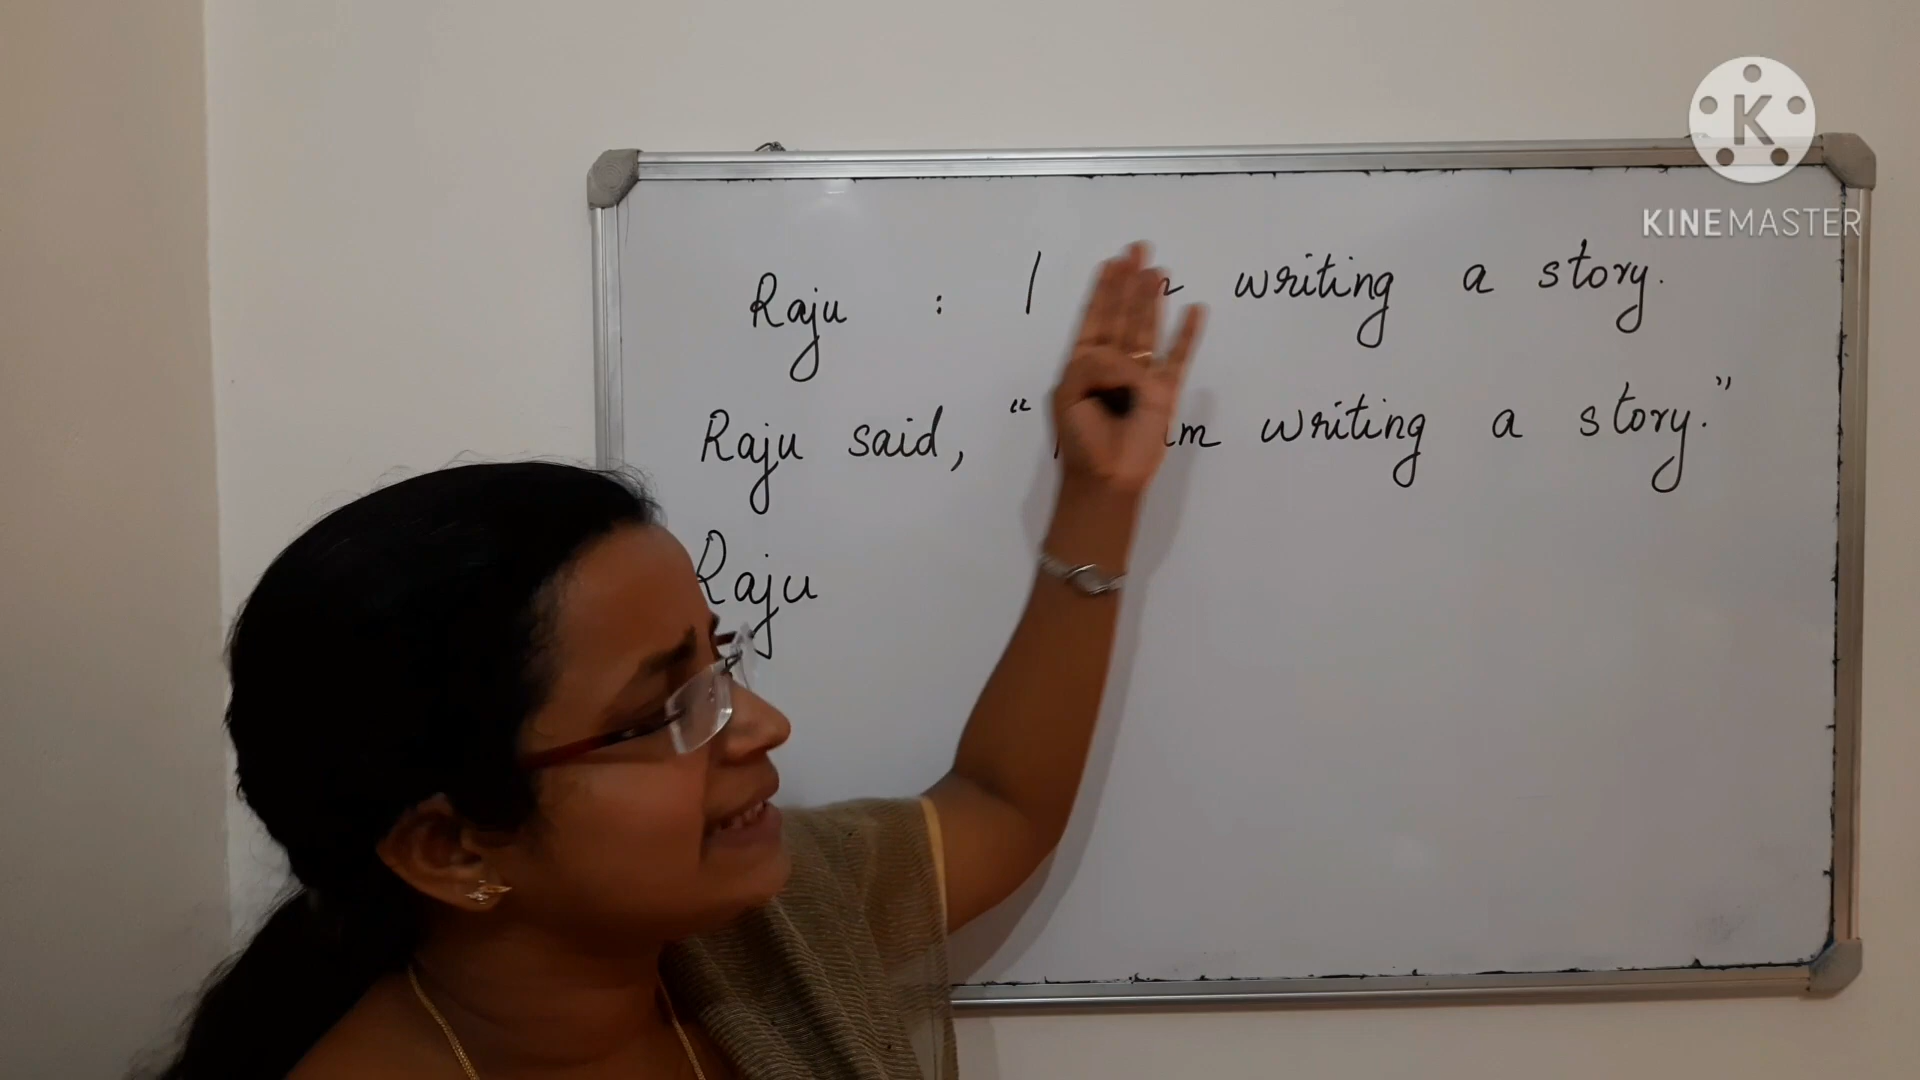 KINEMASTER
Raju : I writing a story.
Raju said, " am writing a story."
Raju